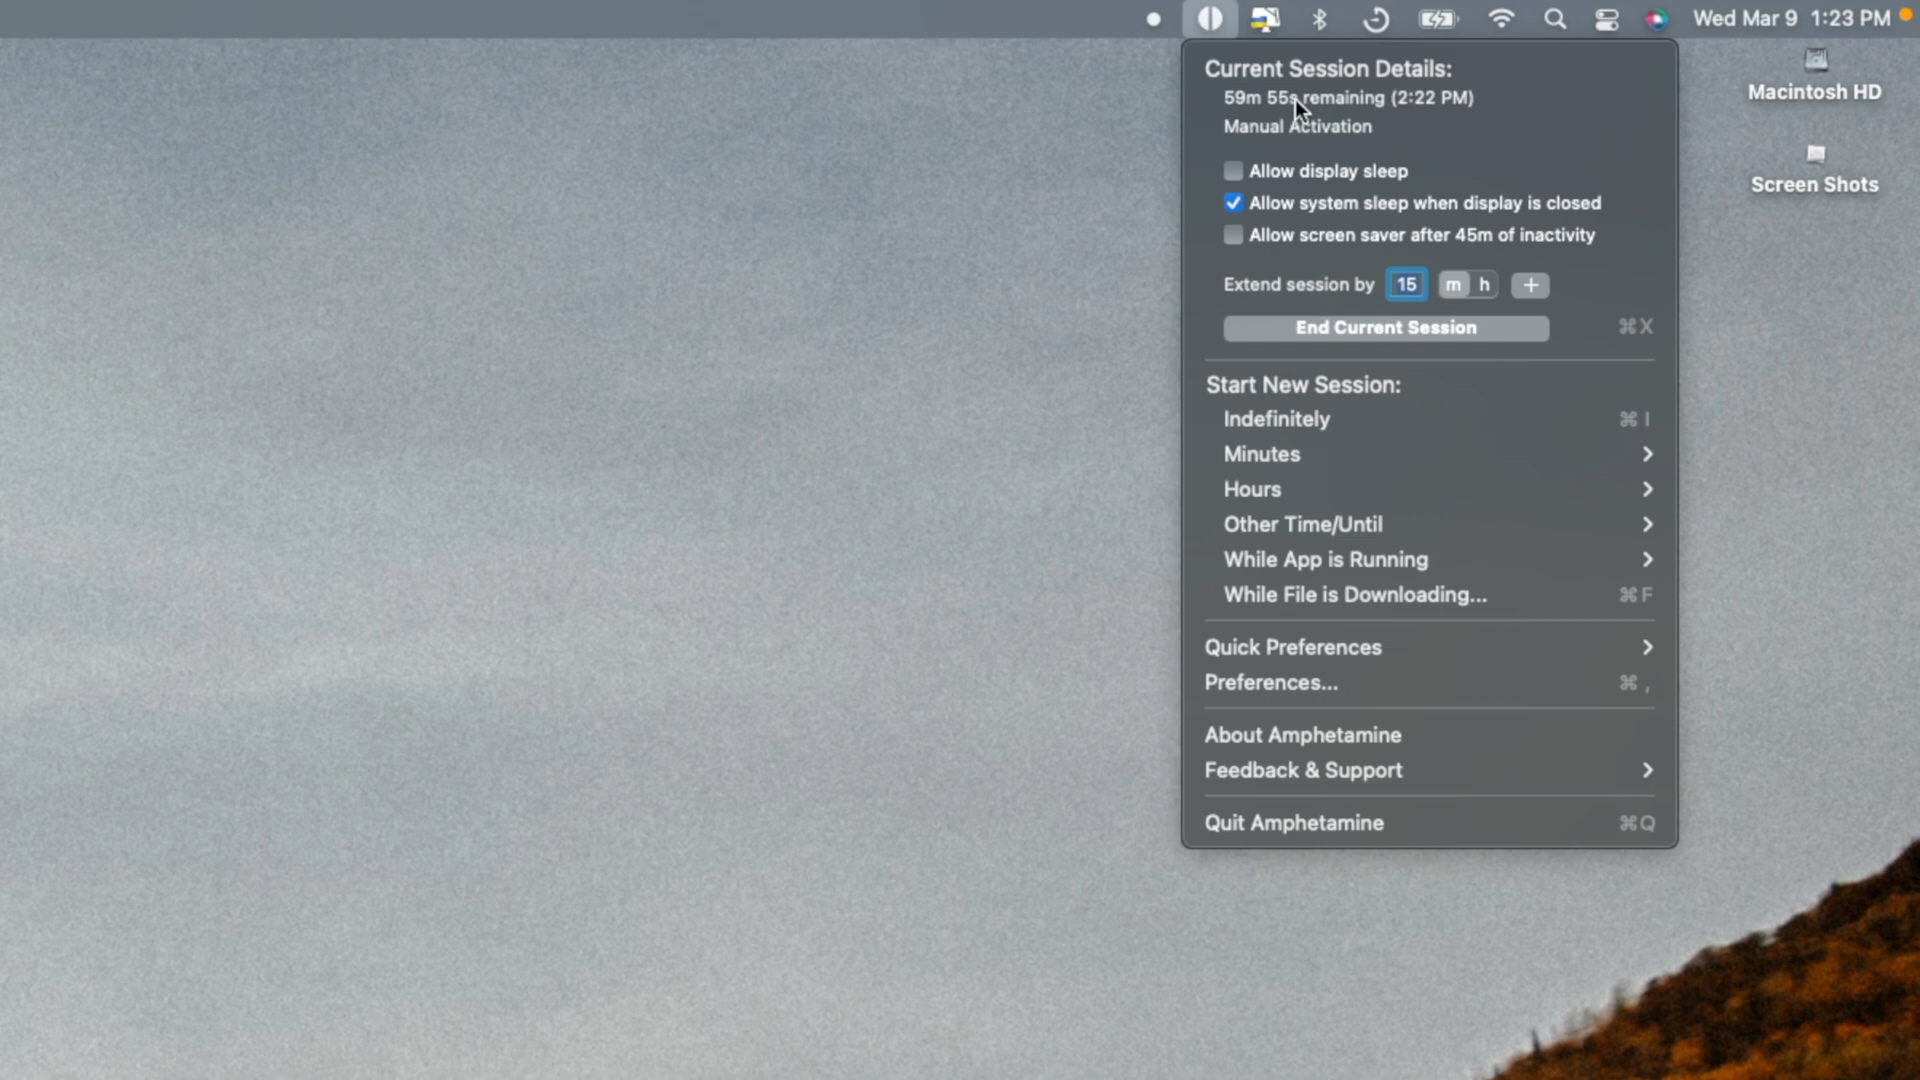 Wed Mar 9 1:23 PM
Current Session Details:
59m 55s remaining (2:22 PM)
Manual Activation
Allow display sleep
Allow system sleep when display is closed
Allow screen saver after 45m of inactivity
Extend session by 15 m h +
End Current Session ⌘X
Start New Session:
Indefinitely ⌘ I
Minutes
Hours
Other Time/Until
While App is Running
While File is Downloading... ⌘F
Quick Preferences
Preferences... ⌘ ,
About Amphetamine
Feedback & Support
Quit Amphetamine ⌘Q
Macintosh HD
Screen Shots